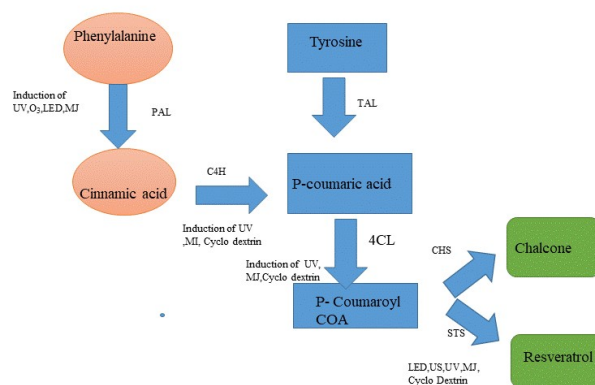 Phenylalanine
Tyrosine
Induction of
UV,O3,LED,MJ
PAL
TAL
Cinnamic acid
C4H
P-coumaric acid
Induction of UV
,MI, Cyclo dextrin
4CL
Induction of UV,
MJ,Cyclo dextrin
CHS
Chalcone
P- Coumaroyl
COA
STS
LED,US,UV,MJ,
Cyclo Dextrin
Resveratrol